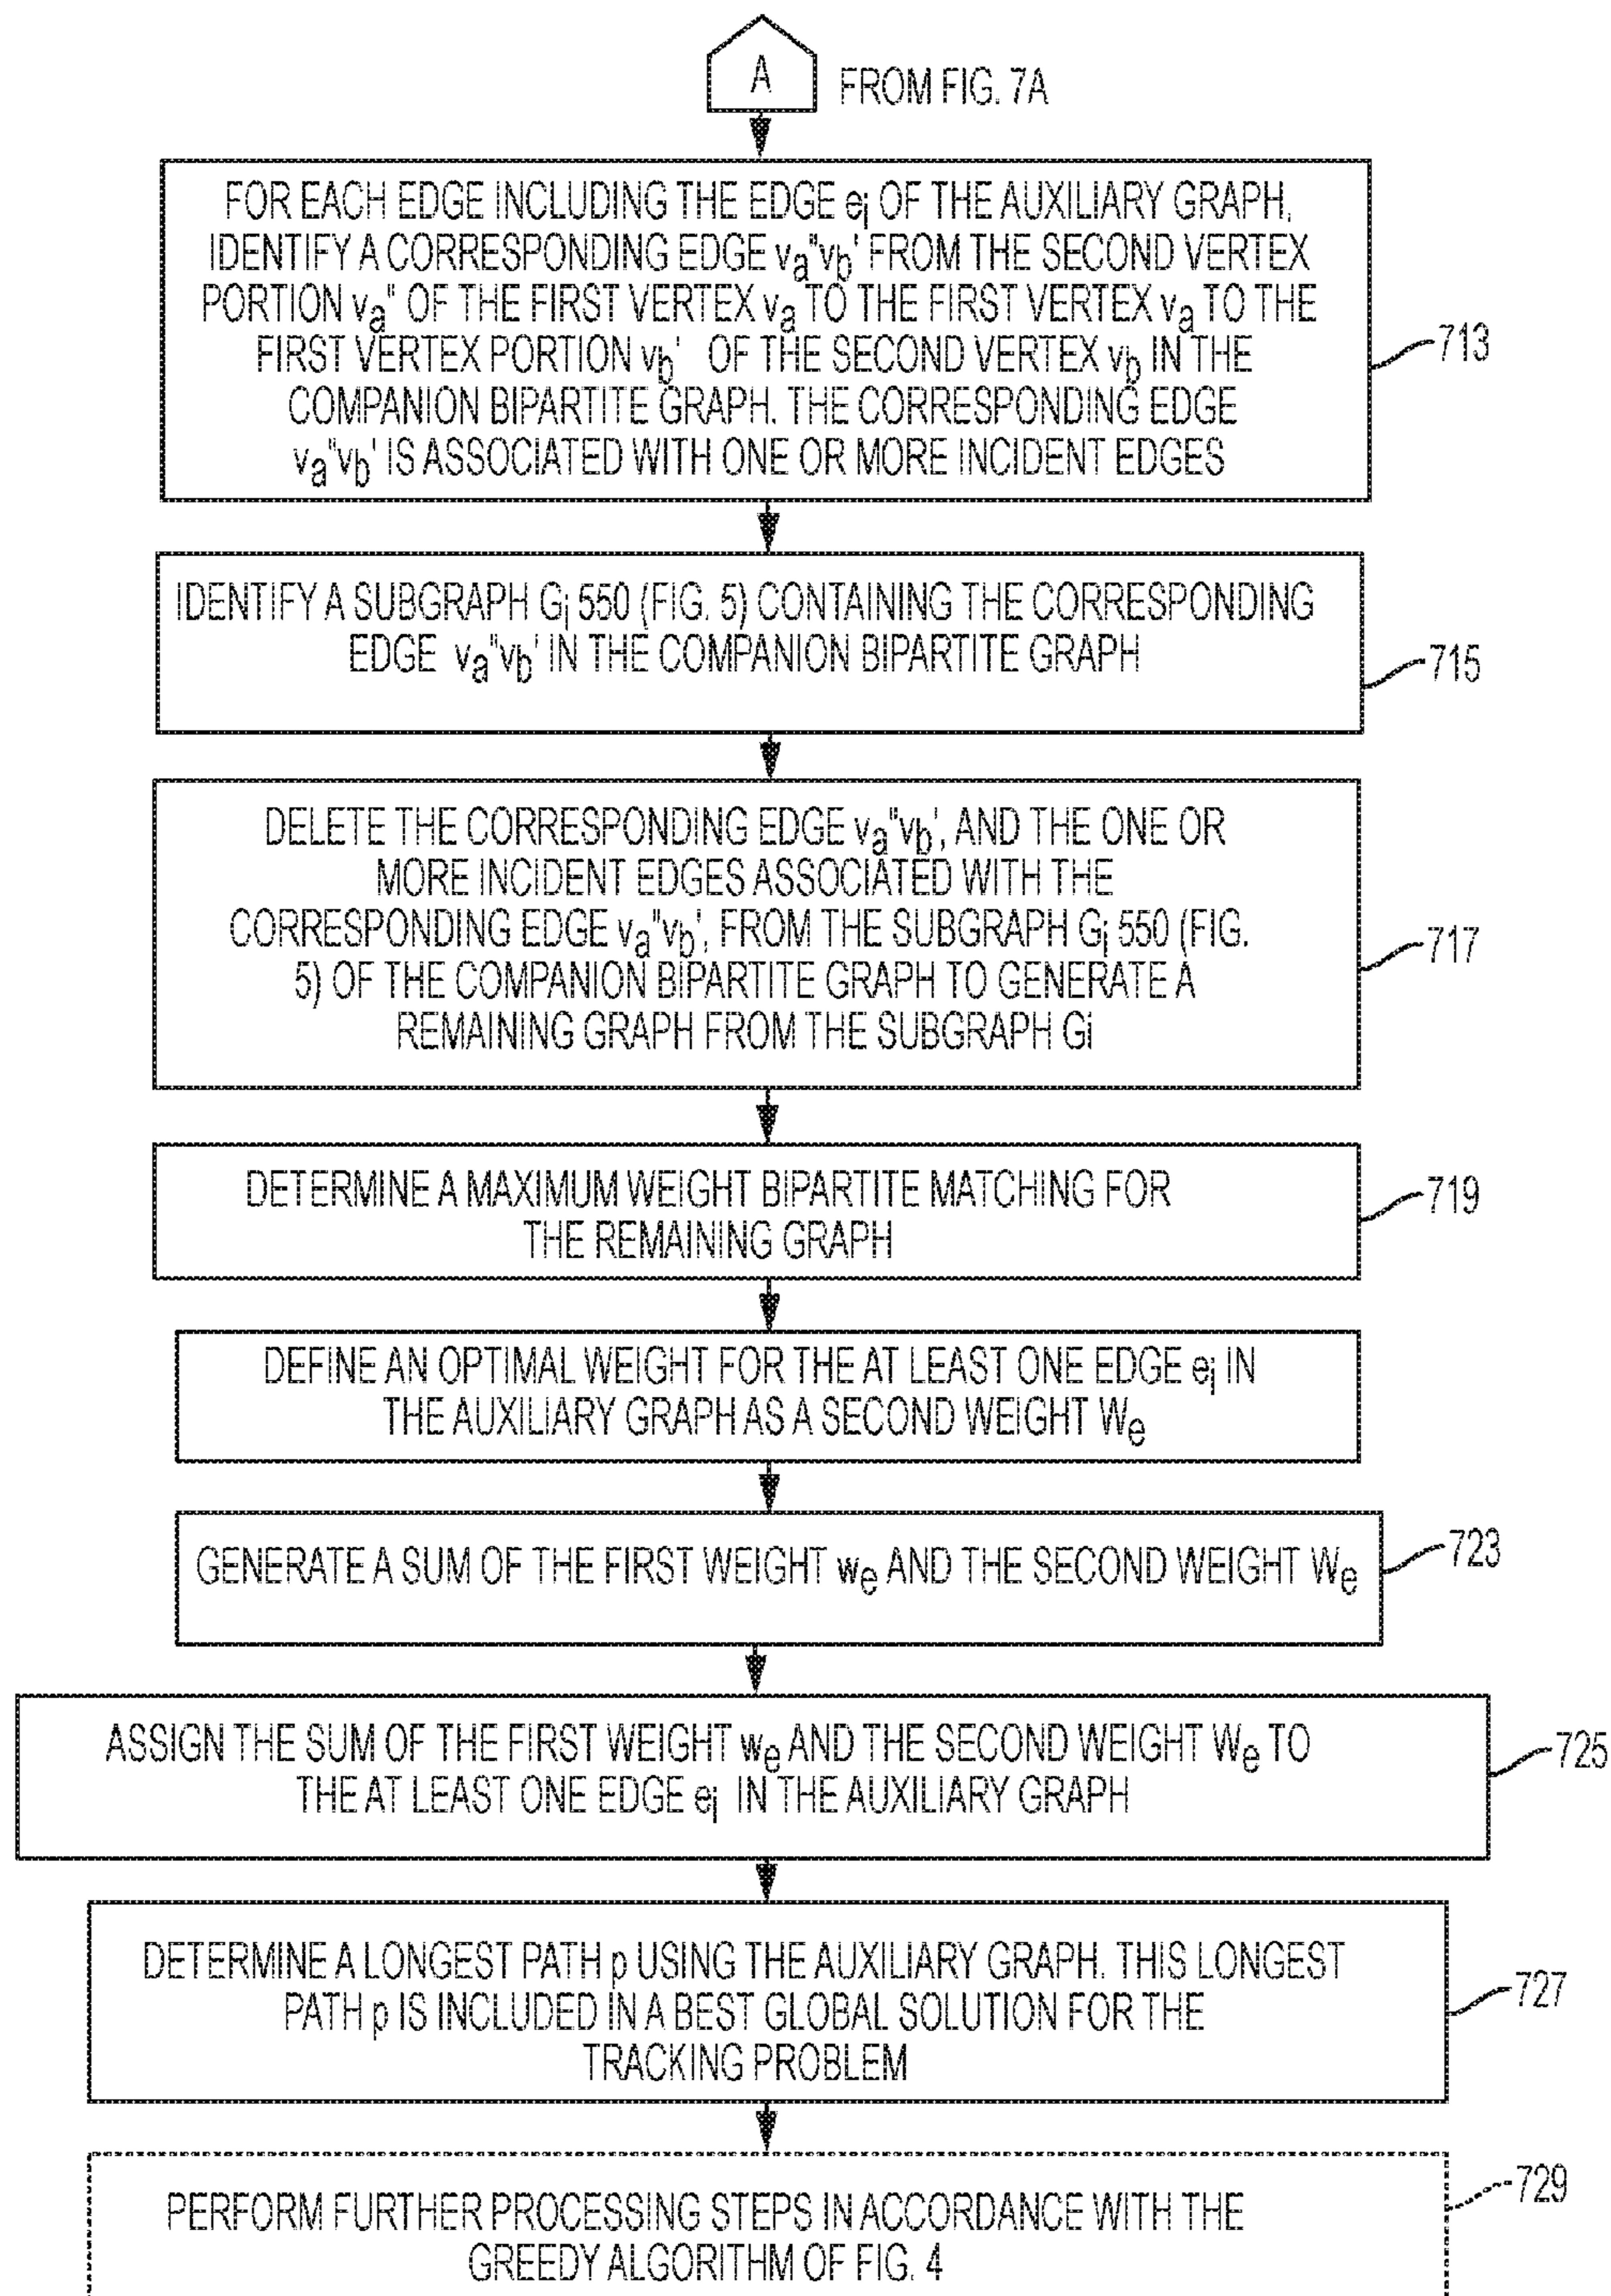 A FROM FIG. 7A
FOR EACH EDGE INCLUDING THE EDGE ei OF THE AUXILIARY GRAPH,
IDENTIFY A CORRESPONDING EDGE va"vb' FROM THE SECOND VERTEX
PORTION va" OF THE FIRST VERTEX va TO THE FIRST VERTEX va TO THE
FIRST VERTEX PORTION vb' OF THE SECOND VERTEX vb IN THE
COMPANION BIPARTITE GRAPH. THE CORRESPONDING EDGE
va"vb' IS ASSOCIATED WITH ONE OR MORE INCIDENT EDGES
713
IDENTIFY A SUBGRAPH Gi 550 (FIG. 5) CONTAINING THE CORRESPONDING
EDGE va"vb' IN THE COMPANION BIPARTITE GRAPH
715
DELETE THE CORRESPONDING EDGE va"vb', AND THE ONE OR
MORE INCIDENT EDGES ASSOCIATED WITH THE
CORRESPONDING EDGE va"vb', FROM THE SUBGRAPH Gi 550 (FIG.
5) OF THE COMPANION BIPARTITE GRAPH TO GENERATE A
REMAINING GRAPH FROM THE SUBGRAPH Gi
717
DETERMINE A MAXIMUM WEIGHT BIPARTITE MATCHING FOR
THE REMAINING GRAPH
719
DEFINE AN OPTIMAL WEIGHT FOR THE AT LEAST ONE EDGE ei IN
THE AUXILIARY GRAPH AS A SECOND WEIGHT We
GENERATE A SUM OF THE FIRST WEIGHT we AND THE SECOND WEIGHT We
723
ASSIGN THE SUM OF THE FIRST WEIGHT we AND THE SECOND WEIGHT We TO
THE AT LEAST ONE EDGE ei IN THE AUXILIARY GRAPH
725
DETERMINE A LONGEST PATH p USING THE AUXILIARY GRAPH. THIS LONGEST
PATH p IS INCLUDED IN A BEST GLOBAL SOLUTION FOR THE
TRACKING PROBLEM
727
PERFORM FURTHER PROCESSING STEPS IN ACCORDANCE WITH THE
GREEDY ALGORITHM OF FIG. 4
729